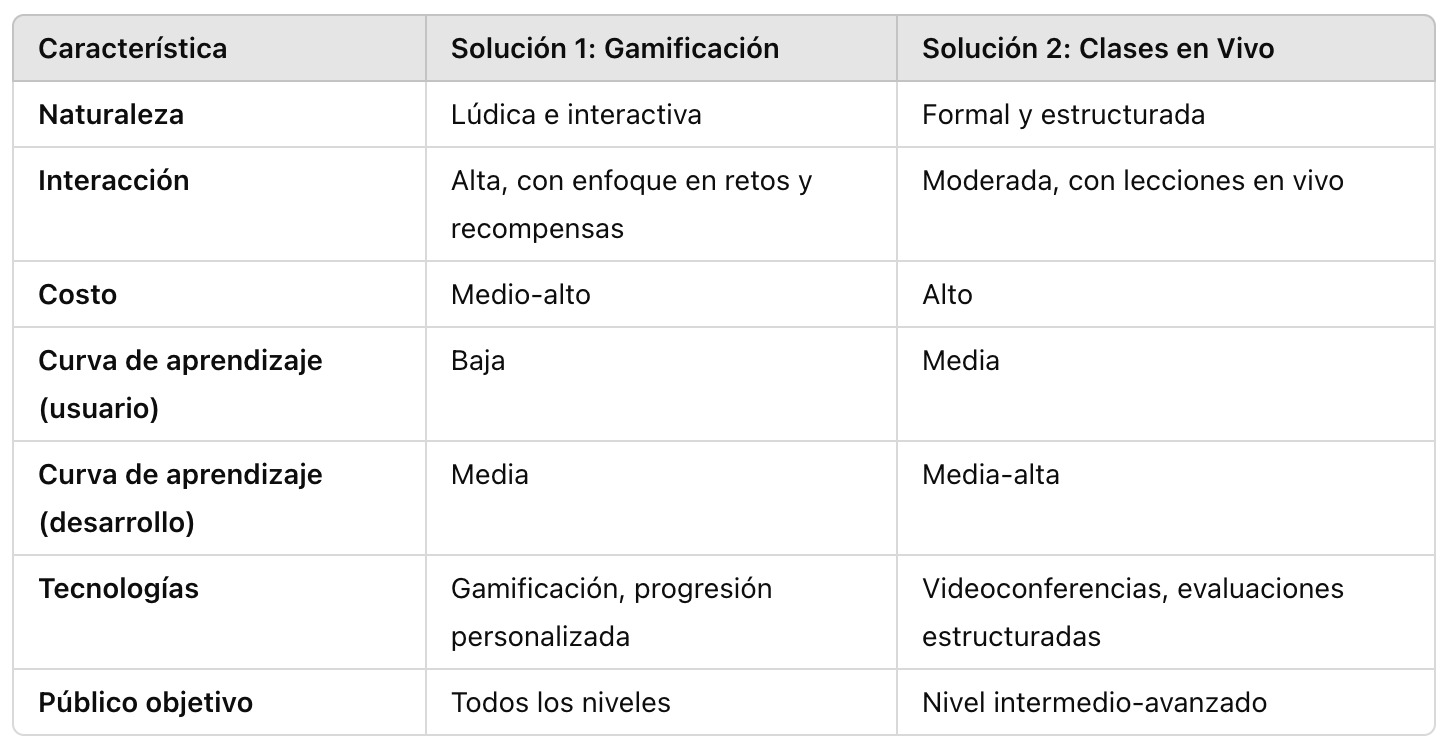 Característica Solución 1: Gamificación Solución 2: Clases en Vivo
Naturaleza Lúdica e interactiva Formal y estructurada
Interacción Alta, con enfoque en retos y Moderada, con lecciones en vivo
recompensas
Costo Medio-alto Alto
Curva de aprendizaje Baja Media
(usuario)
Curva de aprendizaje Media Media-alta
(desarrollo)
Tecnologías Gamificación, progresión Videoconferencias, evaluaciones
personalizada estructuradas
Público objetivo Todos los niveles Nivel intermedio-avanzado